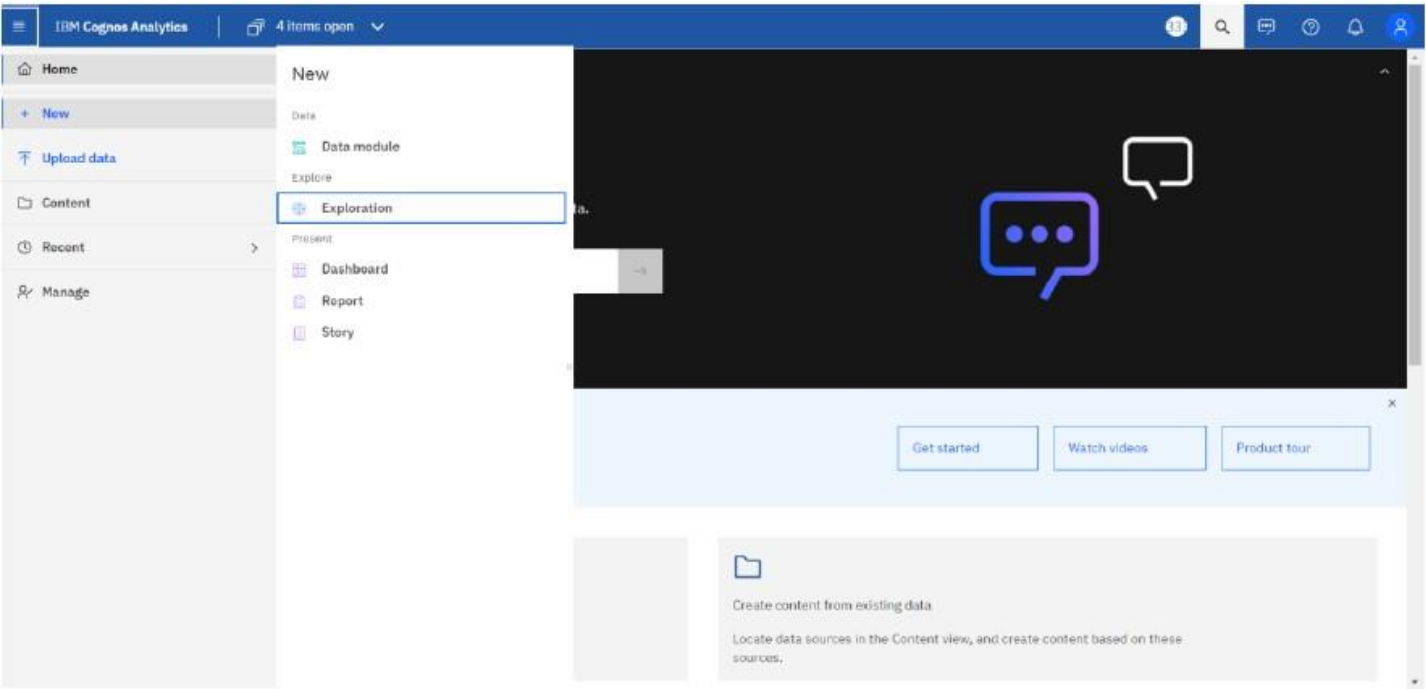 IBM Cognos Analytics
4 items open
Home
New
Upload data
Content
Recent
Manage
New
Data
Data module
Explore
Exploration
Present
Dashboard
Report
Story
ta.
Get started
Watch videos
Product tour
Create content from existing data
Locate data sources in the Content view, and create content based on these
sources.